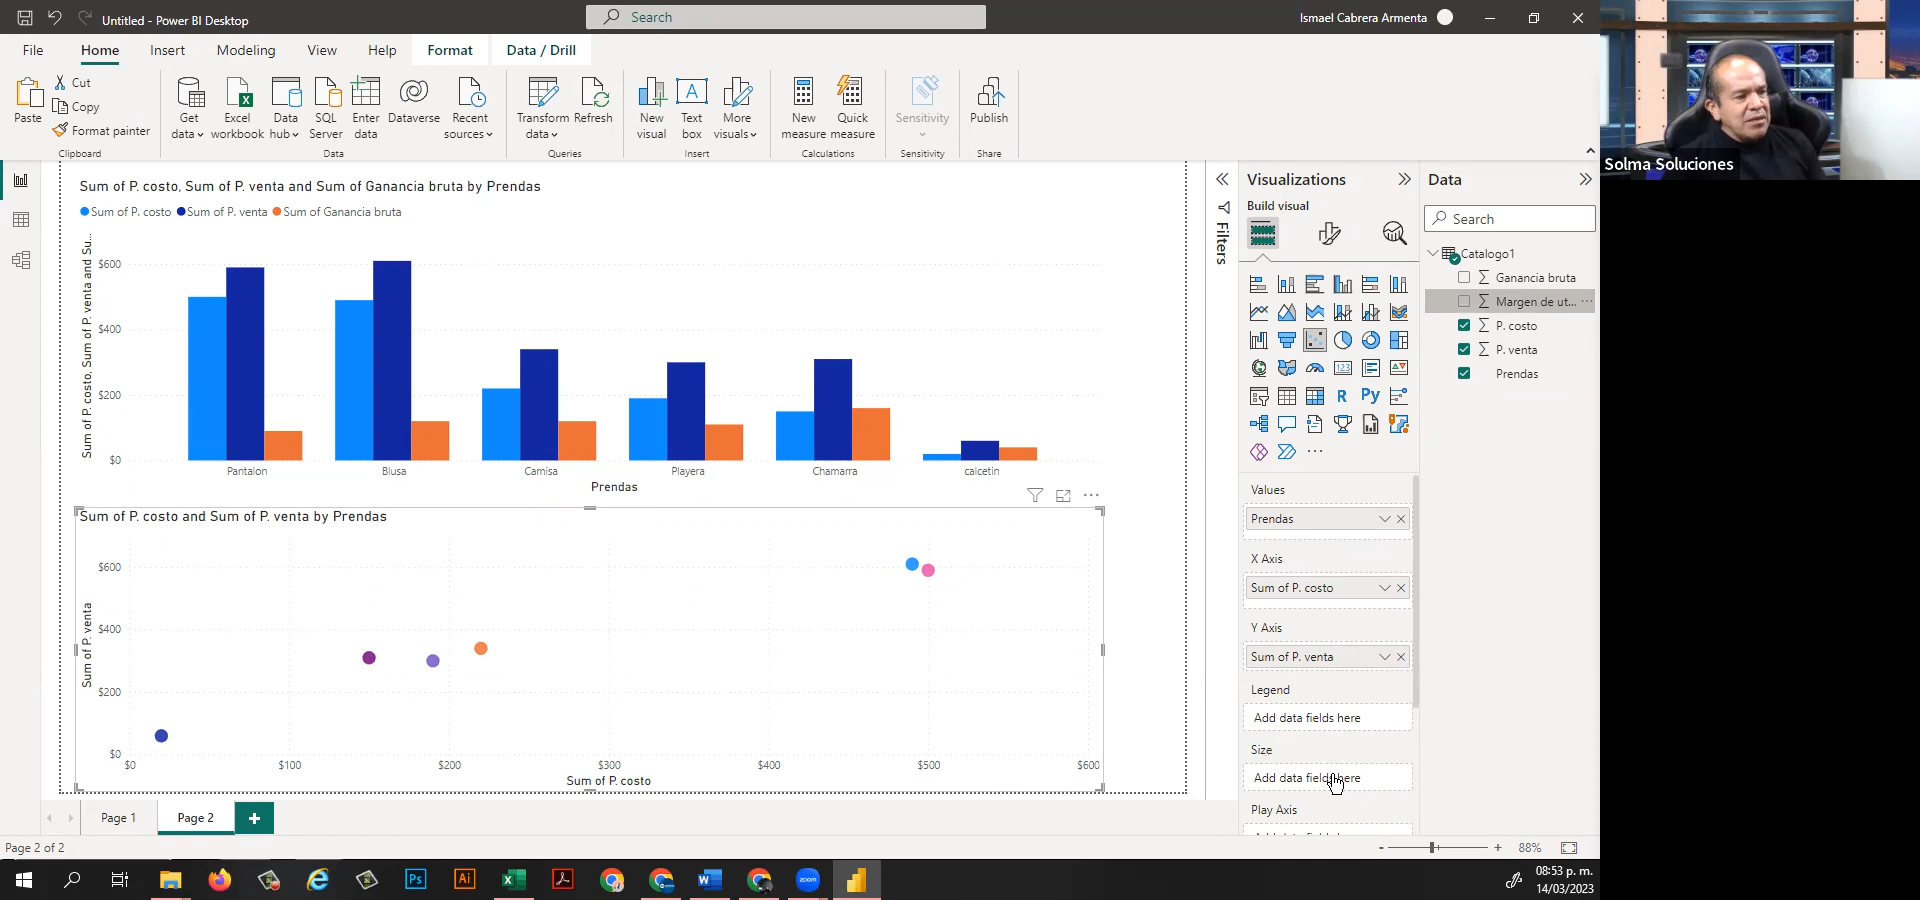 Untitled - Power BI Desktop
Search
Ismael Cabrera Armenta
File
Home
Insert
Modeling
View
Help
Format
Data / Drill
Paste
Cut
Copy
Format painter
Clipboard
Get data
Excel workbook
Data hub
SQL Server
Enter data
Dataverse
Recent sources
Data
Transform data
Refresh
Queries
New visual
Text box
More visuals
Insert
New measure
Quick measure
Calculations
Sensitivity
Sensitivity
Publish
Share
Solma Soluciones
Sum of P. costo, Sum of P. venta and Sum of Ganancia bruta by Prendas
Sum of P. costo
Sum of P. venta
Sum of Ganancia bruta
Sum of P. costo, Sum of P. venta and Su...
$600
$400
$200
$0
Pantalon
Blusa
Camisa
Playera
Chamarra
calcetin
Prendas
Sum of P. costo and Sum of P. venta by Prendas
Sum of P. venta
$600
$400
$200
$0
$0
$100
$200
$300
$400
$500
$600
Sum of P. costo
Filters
Visualizations
Build visual
123
R
Py
Values
Prendas
X Axis
Sum of P. costo
Y Axis
Sum of P. venta
Legend
Add data fields here
Size
Add data fields here
Play Axis
Data
Search
Catalogo1
Ganancia bruta
Margen de ut...
P. costo
P. venta
Prendas
Page 1
Page 2
Page 2 of 2
88%
Ps
Ai
zoom
08:53 p. m.
14/03/2023